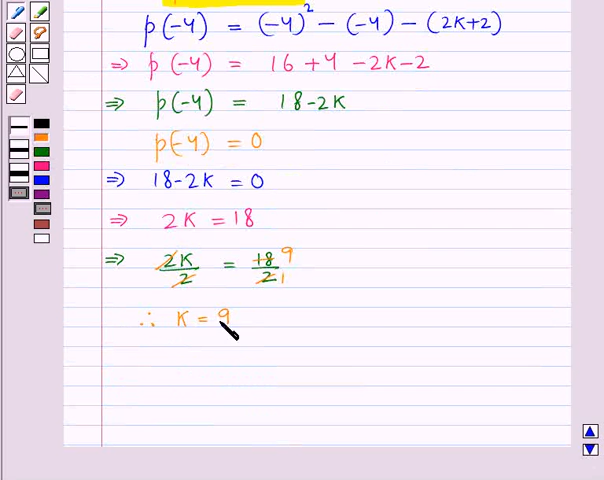 p(-4) = (-4)² - (-4) - (2K+2)
⇒ p(-4) = 16 + 4 - 2K - 2
⇒ p(-4) = 18 - 2K
p(-4) = 0
⇒ 18 - 2K = 0
⇒ 2K = 18
⇒ 2K/2 = 18/2 9 1
∴ K = 9